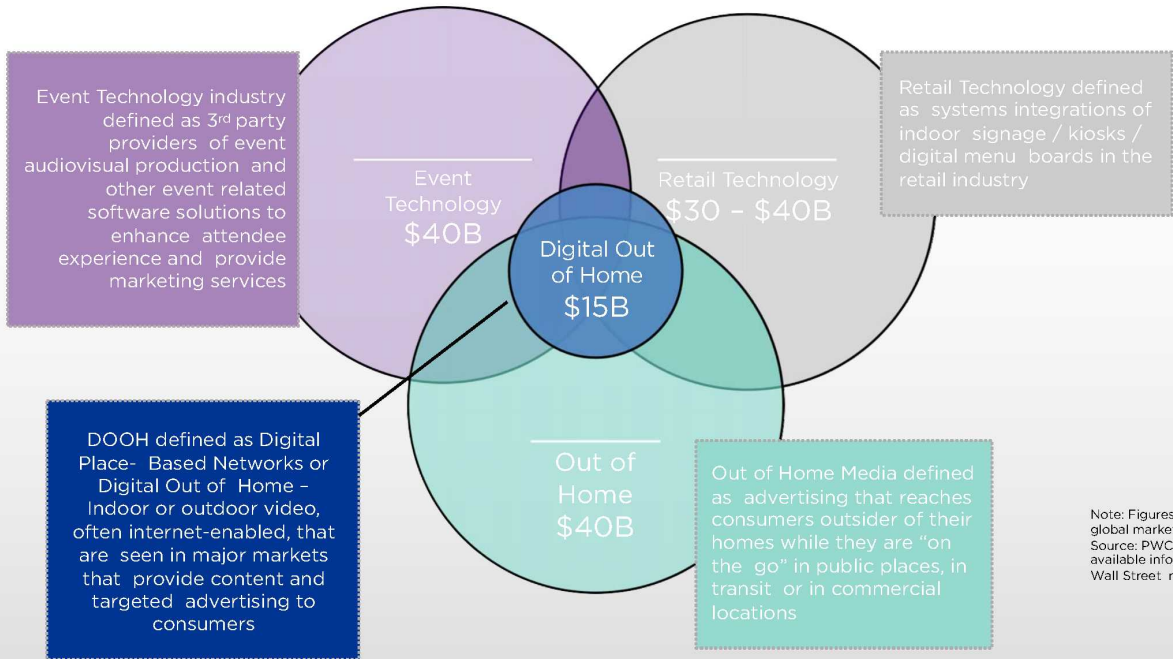 Event Technology industry
defined as 3rd party
providers of event
audiovisual production and
other event related
software solutions to
enhance attendee
experience and provide
marketing services
Event
Technology
$40B
Retail Technology
$30 – $40B
Retail Technology defined
as systems integrations of
indoor signage / kiosks /
digital menu boards in the
retail industry
Digital Out
of Home
$15B
DOOH defined as Digital
Place- Based Networks or
Digital Out of Home –
Indoor or outdoor video,
often internet-enabled, that
are seen in major markets
that provide content and
targeted advertising to
consumers
Out of
Home
$40B
Out of Home Media defined
as advertising that reaches
consumers outsider of their
homes while they are “on
the go” in public places, in
transit or in commercial
locations
Note: Figures
global market
Source: PWC
available info
Wall Street